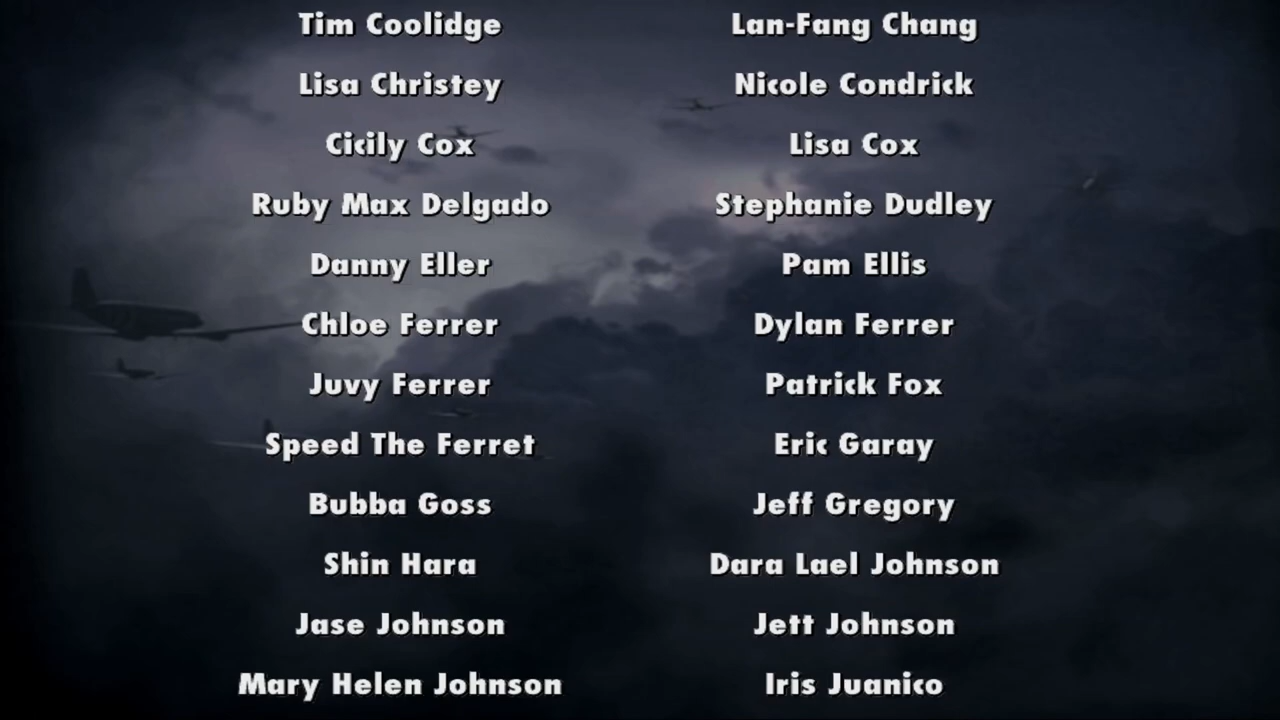 Tim Coolidge Lan-Fang Chang
Lisa Christey Nicole Condrick
Cicily Cox Lisa Cox
Ruby Max Delgado Stephanie Dudley
Danny Eller Pam Ellis
Chloe Ferrer Dylan Ferrer
Juvy Ferrer Patrick Fox
Speed The Ferret Eric Garay
Bubba Goss Jeff Gregory
Shin Hara Dara Lael Johnson
Jase Johnson Jett Johnson
Mary Helen Johnson Iris Juanico